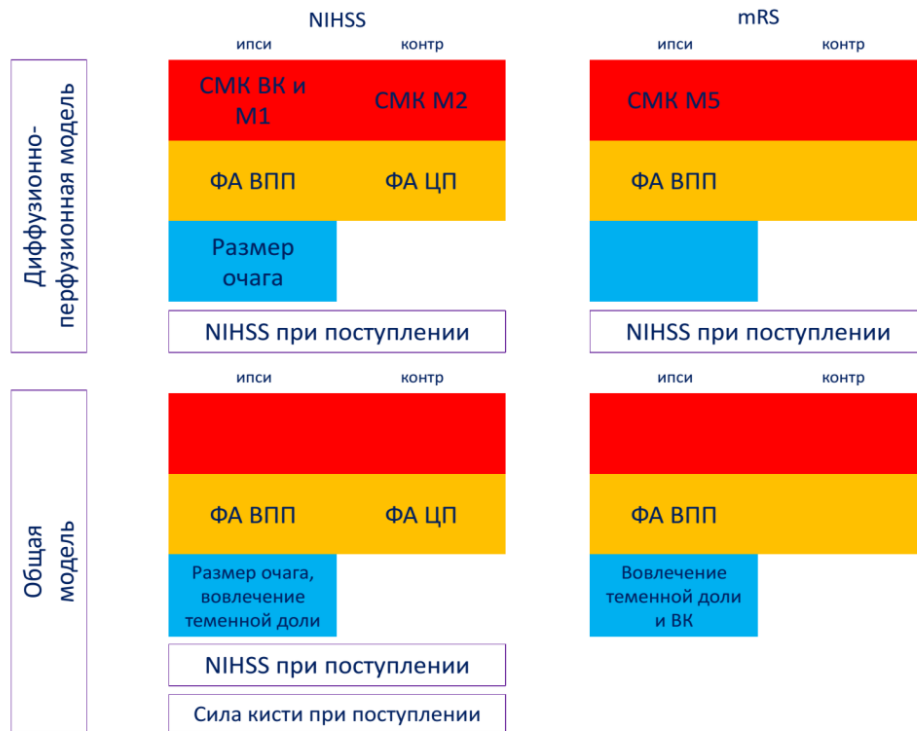 NIHSS
mRS
ипси
контр
ипси
контр
Диффузионно-
перфузионная модель
СМК ВК и
М1
СМК М2
СМК М5
ФА ВПП
ФА ЦП
ФА ВПП
Размер
очага
NIHSS при поступлении
NIHSS при поступлении
ипси
контр
ипси
контр
Общая
модель
ФА ВПП
ФА ЦП
ФА ВПП
Размер очага,
вовлечение
теменной доли
Вовлечение
теменной доли
и ВК
NIHSS при поступлении
Сила кисти при поступлении